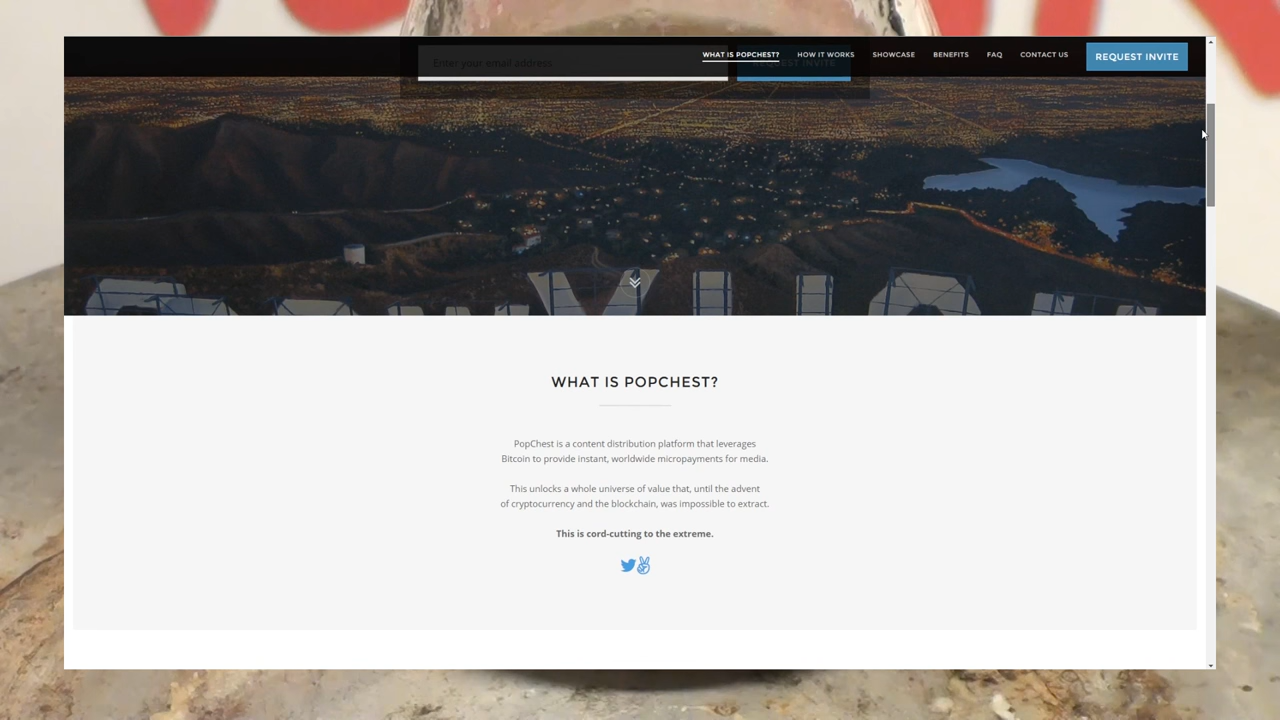 WHAT IS POPCHEST?
HOW IT WORKS
SHOWCASE
BENEFITS
FAQ
CONTACT US
REQUEST INVITE
Enter your email address
REQUEST INVITE
WHAT IS POPCHEST?
PopChest is a content distribution platform that leverages
Bitcoin to provide instant, worldwide micropayments for media.
This unlocks a whole universe of value that, until the advent
of cryptocurrency and the blockchain, was impossible to extract.
This is cord-cutting to the extreme.